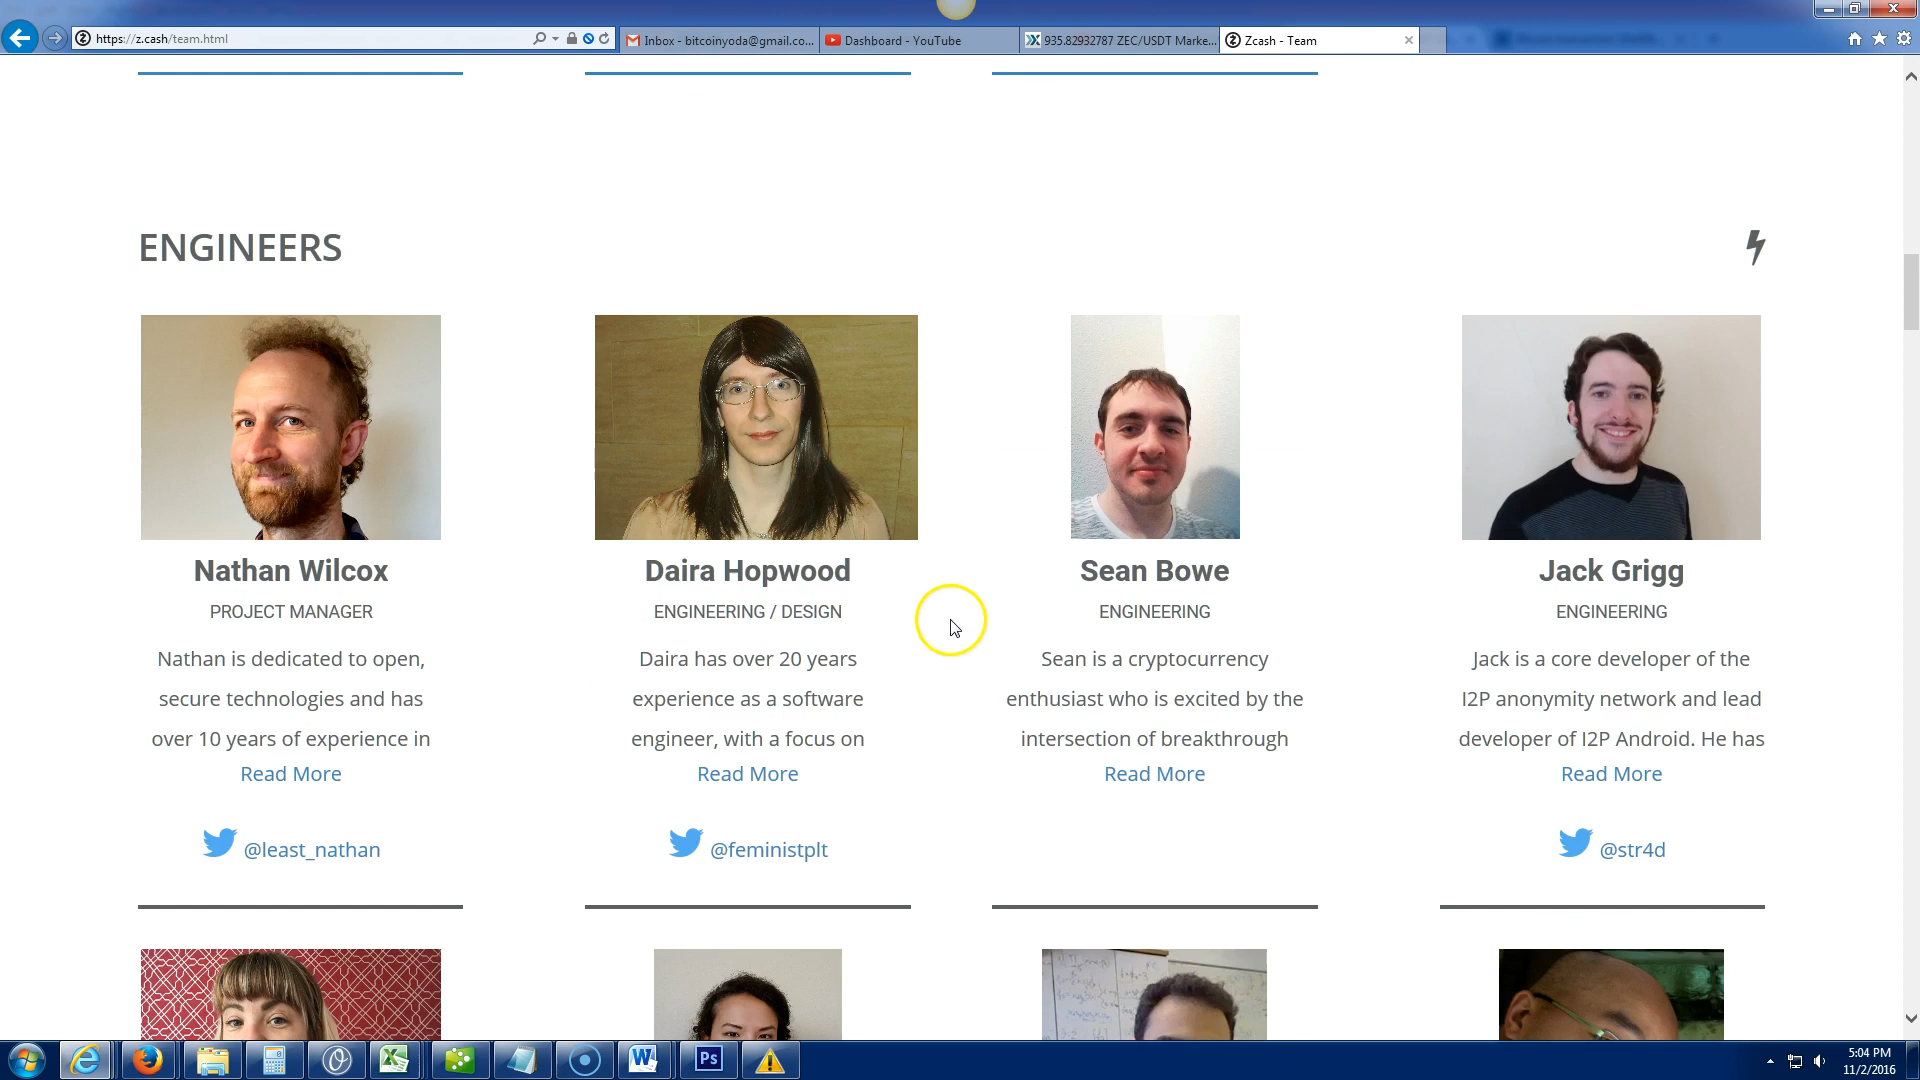 https://z.cash/team.html
Inbox - bitcoinyoda@gmail.co...
Dashboard - YouTube
935.82932787 ZEC/USDT Marke...
Zcash - Team
ENGINEERS
Nathan Wilcox
PROJECT MANAGER
Nathan is dedicated to open,
secure technologies and has
over 10 years of experience in
Read More
@least_nathan
Daira Hopwood
ENGINEERING / DESIGN
Daira has over 20 years
experience as a software
engineer, with a focus on
Read More
@feministplt
Sean Bowe
ENGINEERING
Sean is a cryptocurrency
enthusiast who is excited by the
intersection of breakthrough
Read More
Jack Grigg
ENGINEERING
Jack is a core developer of the
I2P anonymity network and lead
developer of I2P Android. He has
Read More
@str4d
Ps
5:04 PM
11/2/2016